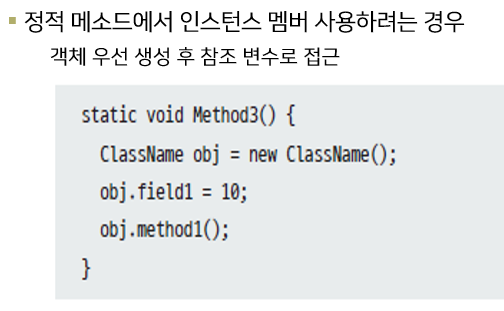 정적 메소드에서 인스턴스 멤버 사용하려는 경우
객체 우선 생성 후 참조 변수로 접근
static void Method3() {
ClassName obj = new ClassName();
obj.field1 = 10;
obj.method1();
}